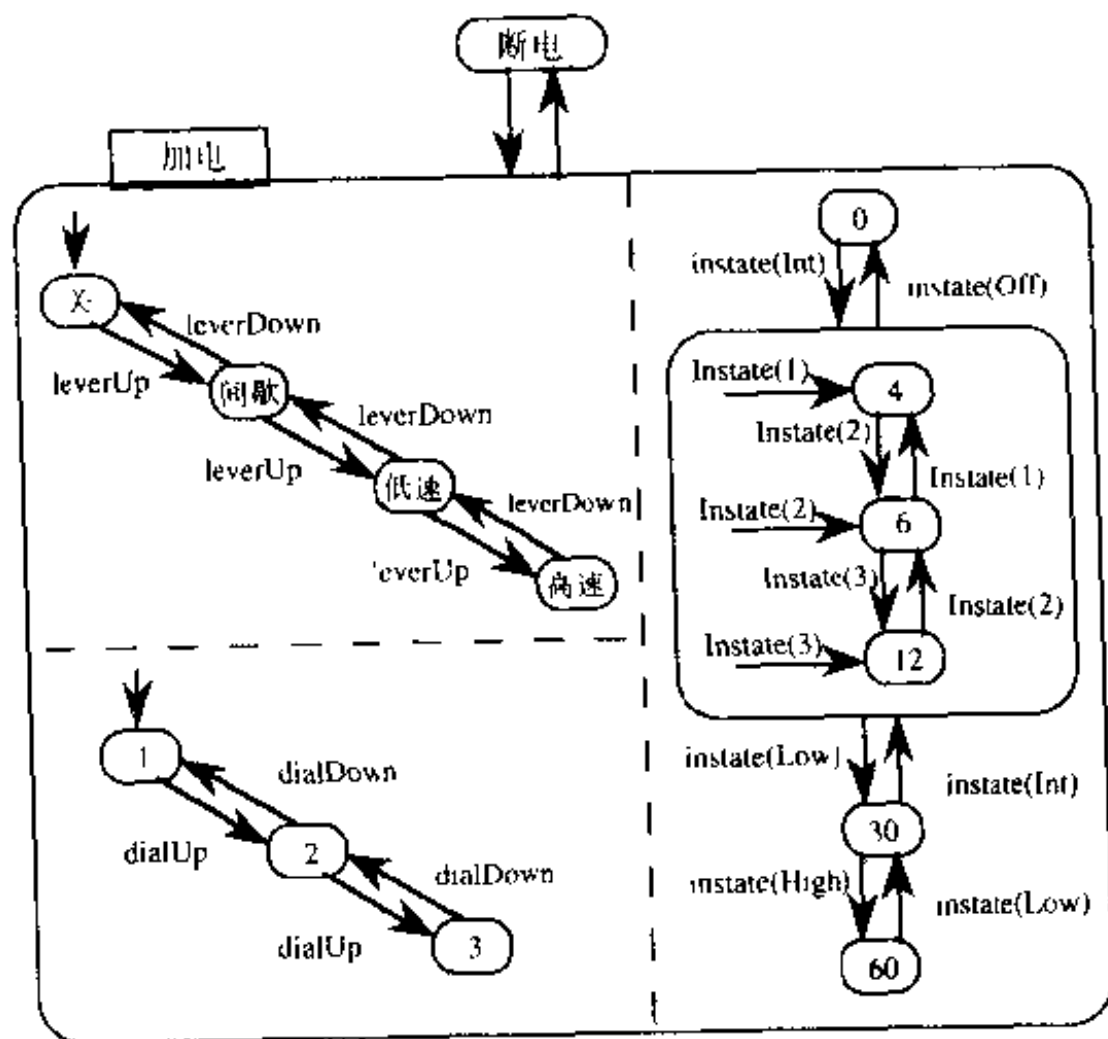 断电
加电
关
leverDown
leverUp
间歇
leverDown
leverUp
低速
leverDown
leverUp
高速
1
dialDown
dialUp
2
dialDown
dialUp
3
0
instate(Int)
instate(Off)
Instate(1)
4
Instate(2)
Instate(1)
Instate(2)
6
Instate(3)
Instate(2)
Instate(3)
12
instate(Low)
instate(Int)
30
instate(High)
instate(Low)
60